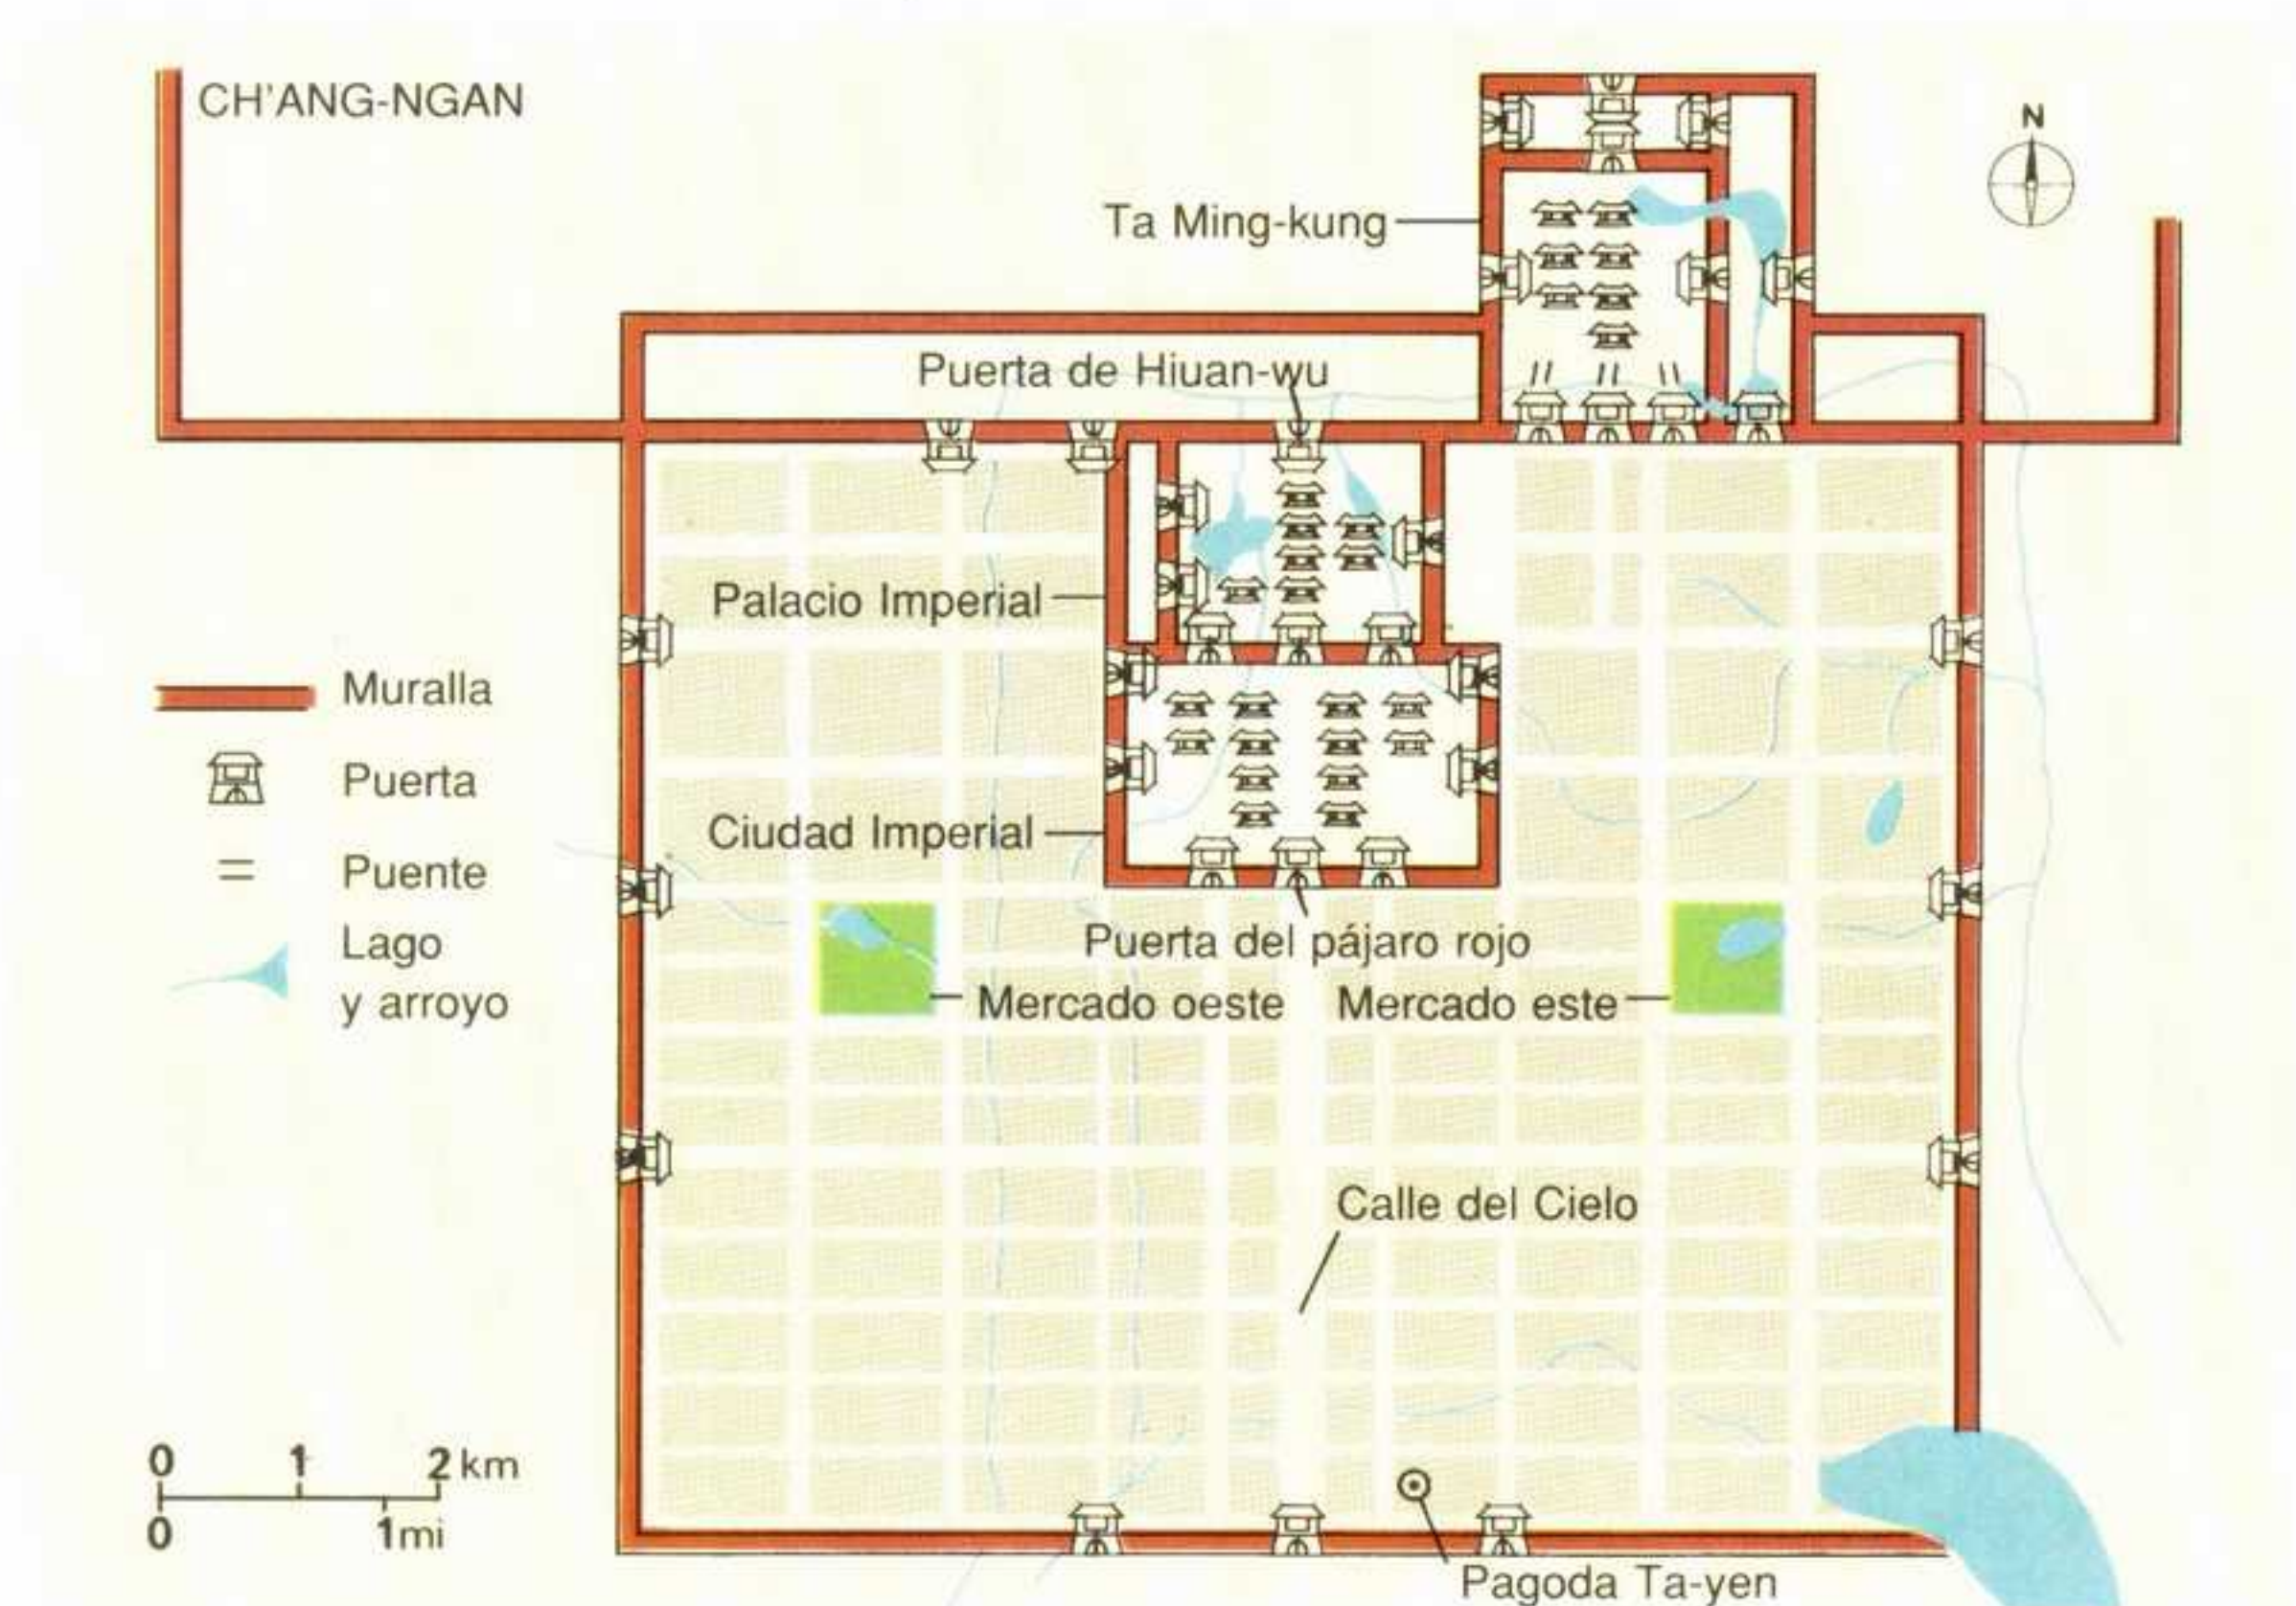 CH'ANG-NGAN
N
Ta Ming-kung
Puerta de Hiuan-wu
Palacio Imperial
Muralla
Puerta
Ciudad Imperial
Puente
Lago
y arroyo
Puerta del pájaro rojo
Mercado oeste
Mercado este
Calle del Cielo
0 1 2 km
0 1 mi
Pagoda Ta-yen